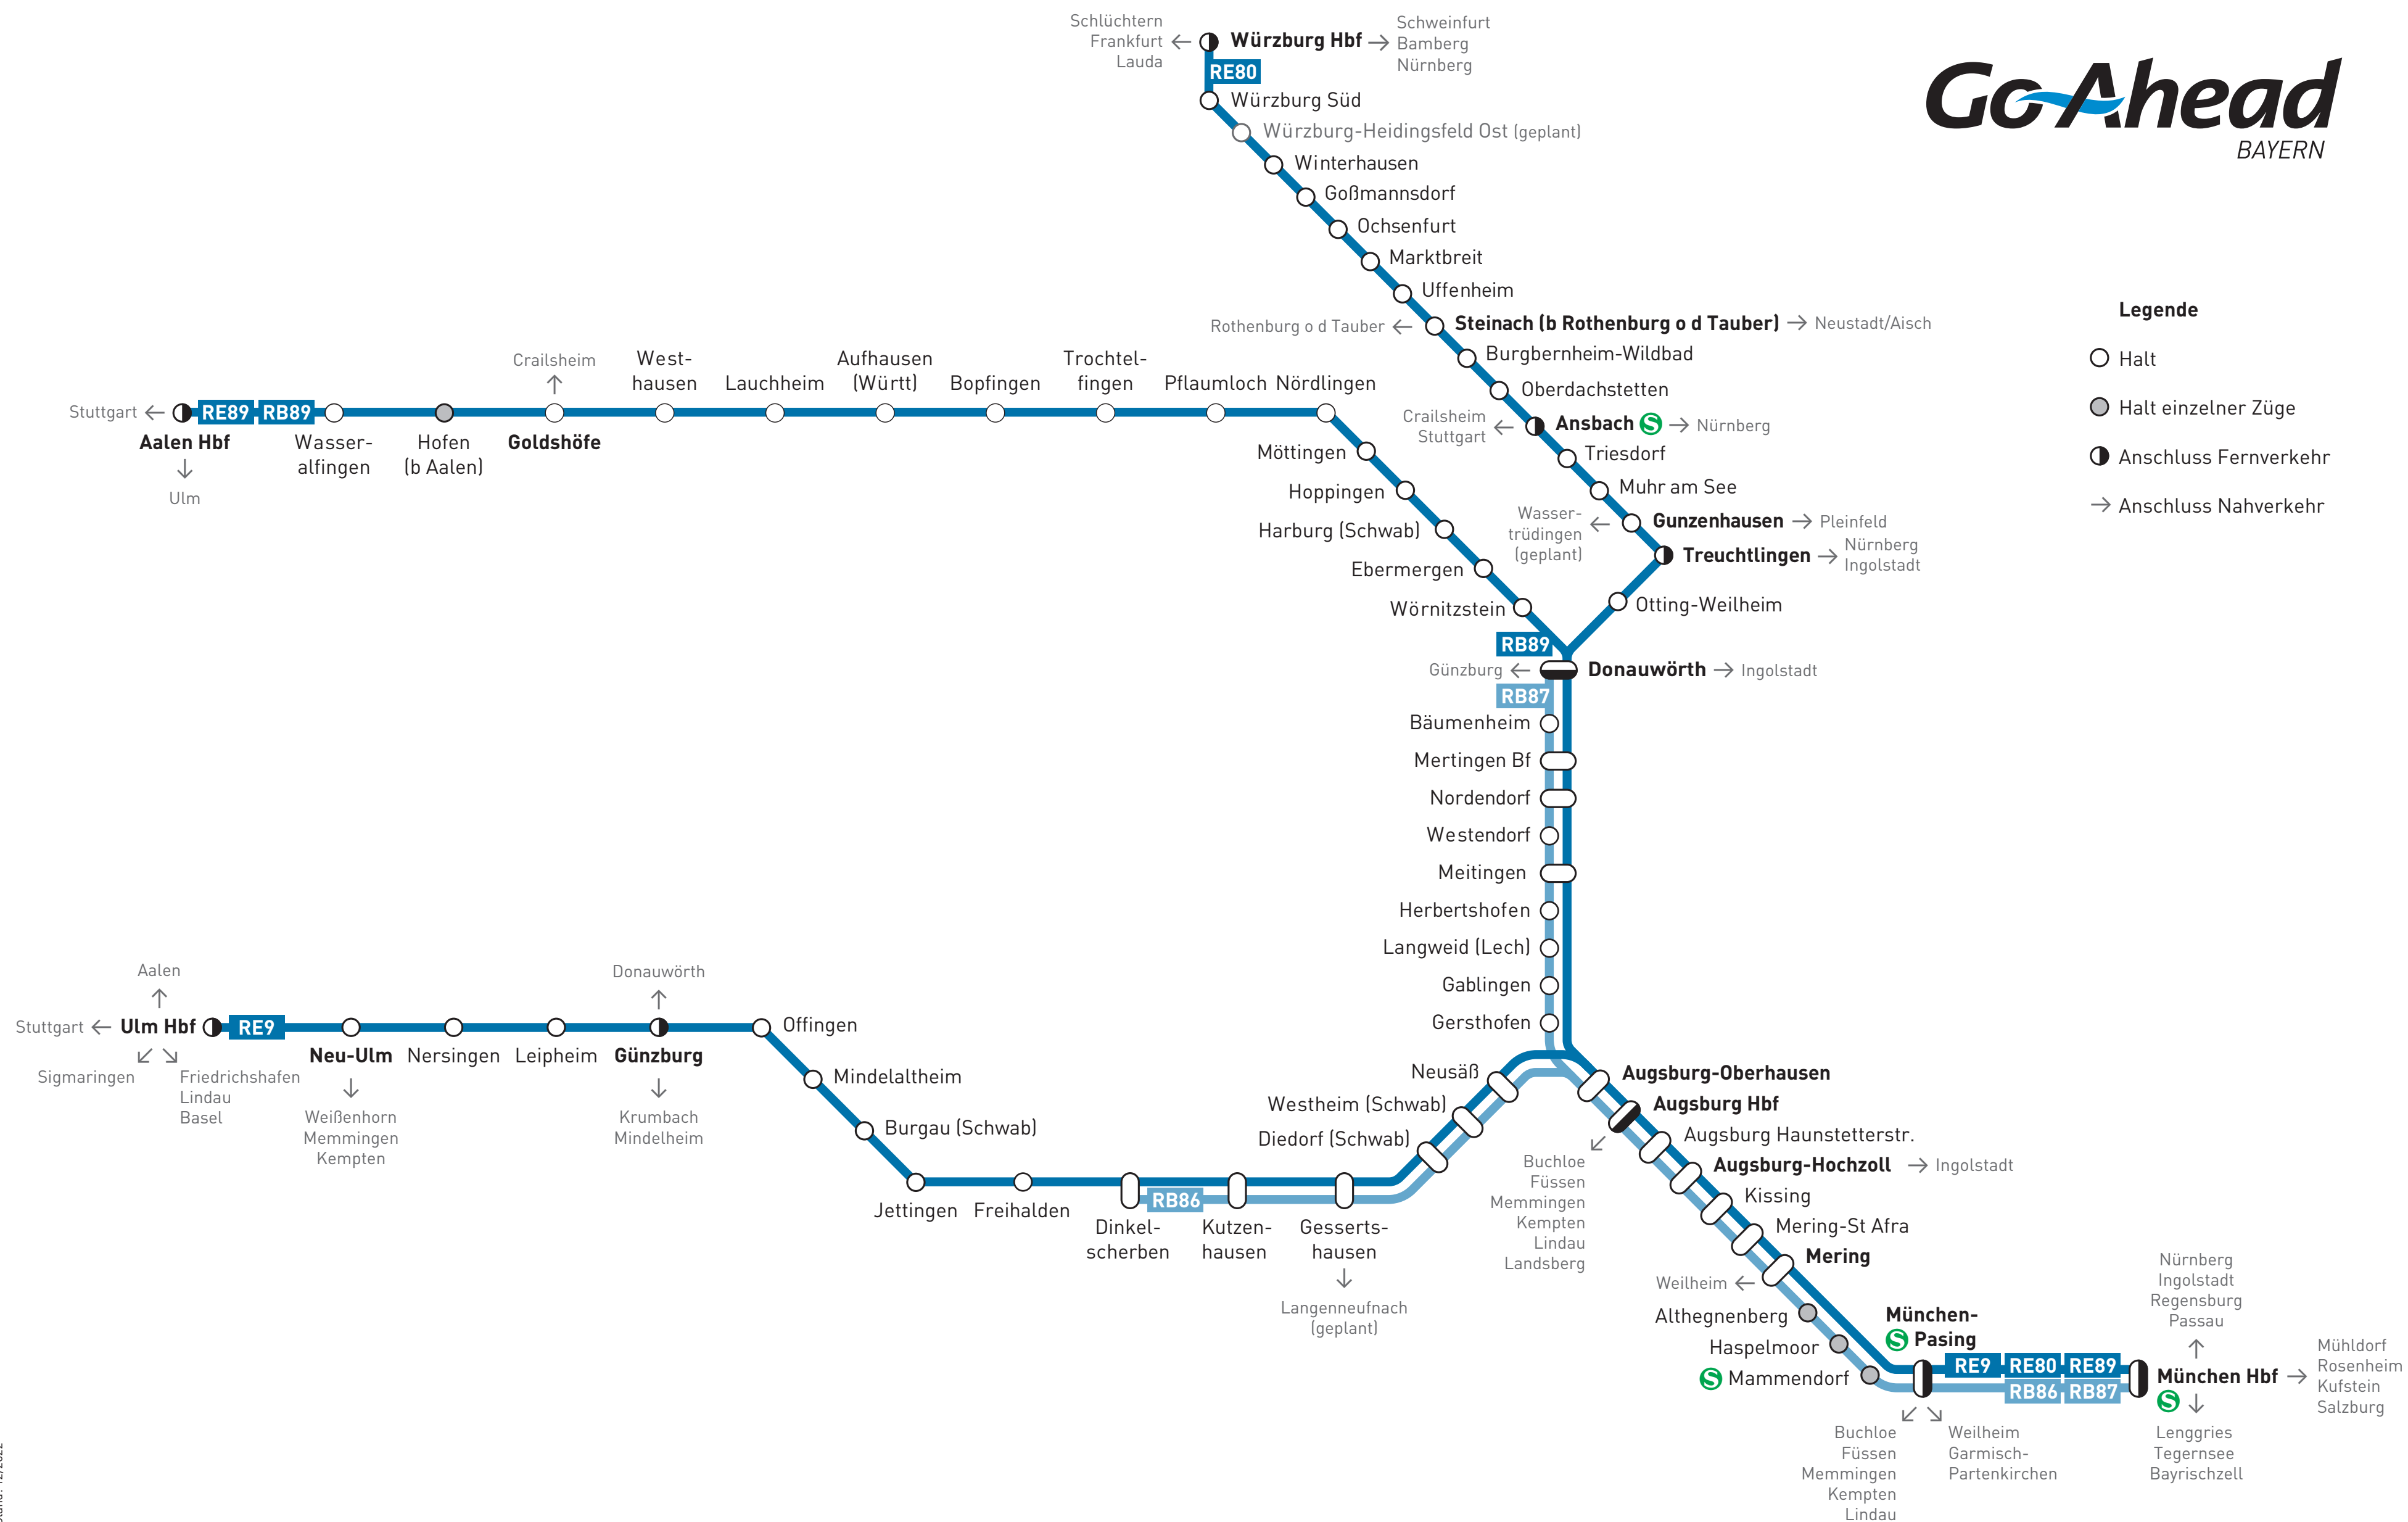 Schlüchtern
Frankfurt
Lauda
Würzburg Hbf
Schweinfurt
Bamberg
Nürnberg
RE80
Würzburg Süd
Würzburg-Heidingsfeld Ost (geplant)
Winterhausen
Goßmannsdorf
Ochsenfurt
Marktbreit
Uffenheim
Rothenburg o d Tauber
Steinach (b Rothenburg o d Tauber)
Neustadt/Aisch
Burgbernheim-Wildbad
Oberdachstetten
Crailsheim
Stuttgart
Ansbach S
Nürnberg
Triesdorf
Muhr am See
Wasser-
trüdingen
(geplant)
Gunzenhausen
Pleinfeld
Treuchtlingen
Nürnberg
Ingolstadt
Otting-Weilheim
Go-Ahead
BAYERN
Legende
Halt
Halt einzelner Züge
Anschluss Fernverkehr
Anschluss Nahverkehr
Stuttgart
Aalen Hbf
Ulm
RE89 RB89
Wasser-
alfingen
Hofen
(b Aalen)
Crailsheim
Goldshöfe
West-
hausen
Lauchheim
Aufhausen
(Württ)
Bopfingen
Trochtel-
fingen
Pflaumloch
Nördlingen
Möttingen
Hoppingen
Harburg (Schwab)
Ebermergen
Wörnitzstein
RB89
Günzburg
Donauwörth
Ingolstadt
RB87
Bäumenheim
Mertingen Bf
Nordendorf
Westendorf
Meitingen
Herbertshofen
Langweid (Lech)
Gablingen
Gersthofen
Aalen
Stuttgart
Ulm Hbf
RE9
Sigmaringen
Friedrichshafen
Lindau
Basel
Neu-Ulm
Weißenhorn
Memmingen
Kempten
Nersingen
Leipheim
Donauwörth
Günzburg
Krumbach
Mindelheim
Offingen
Mindelaltheim
Burgau (Schwab)
Jettingen
Freihalden
Dinkel-
scherben
RB86
Kutzen-
hausen
Gesserts-
hausen
Langenneufnach
(geplant)
Diedorf (Schwab)
Westheim (Schwab)
Neusäß
Augsburg-Oberhausen
Augsburg Hbf
Buchloe
Füssen
Memmingen
Kempten
Lindau
Landsberg
Augsburg Haunstetterstr.
Augsburg-Hochzoll
Ingolstadt
Kissing
Mering-St Afra
Mering
Weilheim
Althegnenberg
Haspelmoor
S Mammendorf
München-
S Pasing
Buchloe
Füssen
Memmingen
Kempten
Lindau
Weilheim
Garmisch-
Partenkirchen
RE9 RE80 RE89
RB86 RB87
Nürnberg
Ingolstadt
Regensburg
Passau
München Hbf
S
Mühldorf
Rosenheim
Kufstein
Salzburg
Lenggries
Tegernsee
Bayrischzell